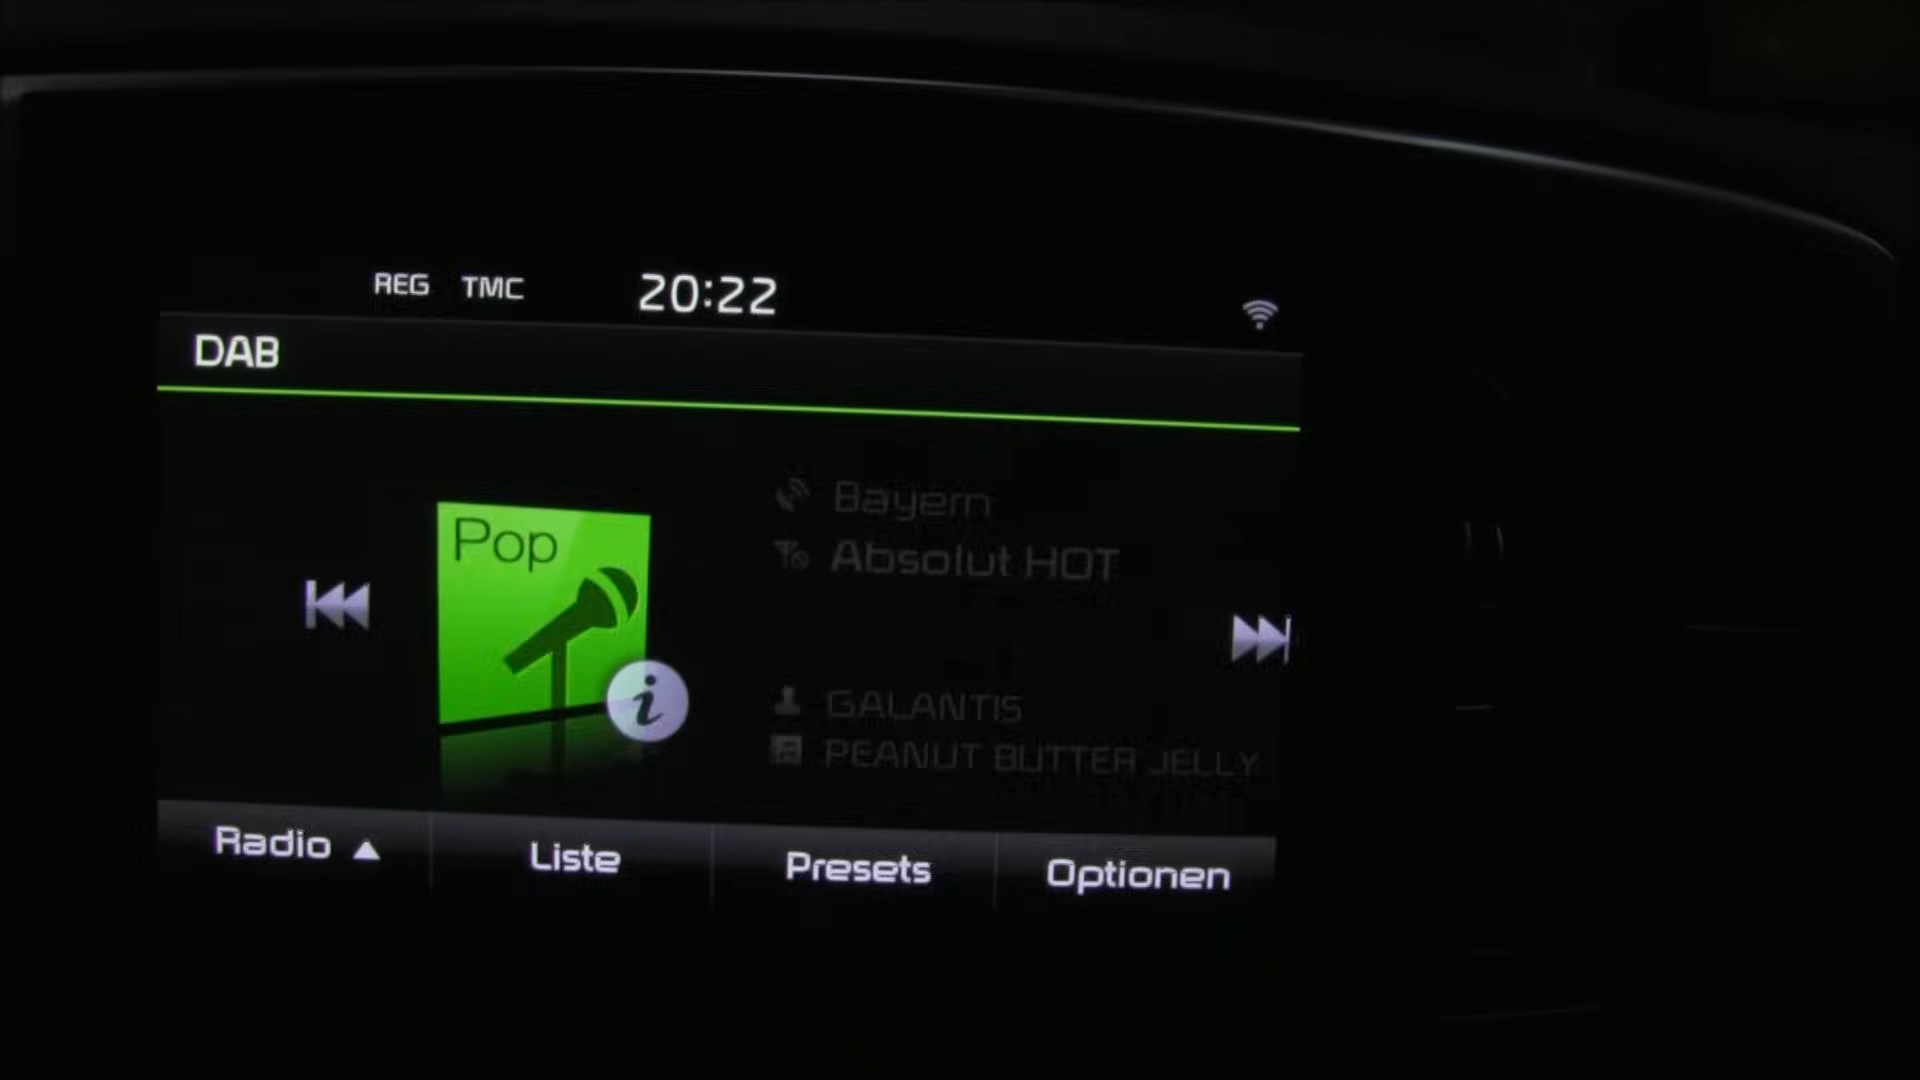 REG TMC 20:22
DAB
Pop
Bayern
Absolut HOT
GALANTIS
PEANUT BUTTER JELLY
Radio ▲ Liste Presets Optionen